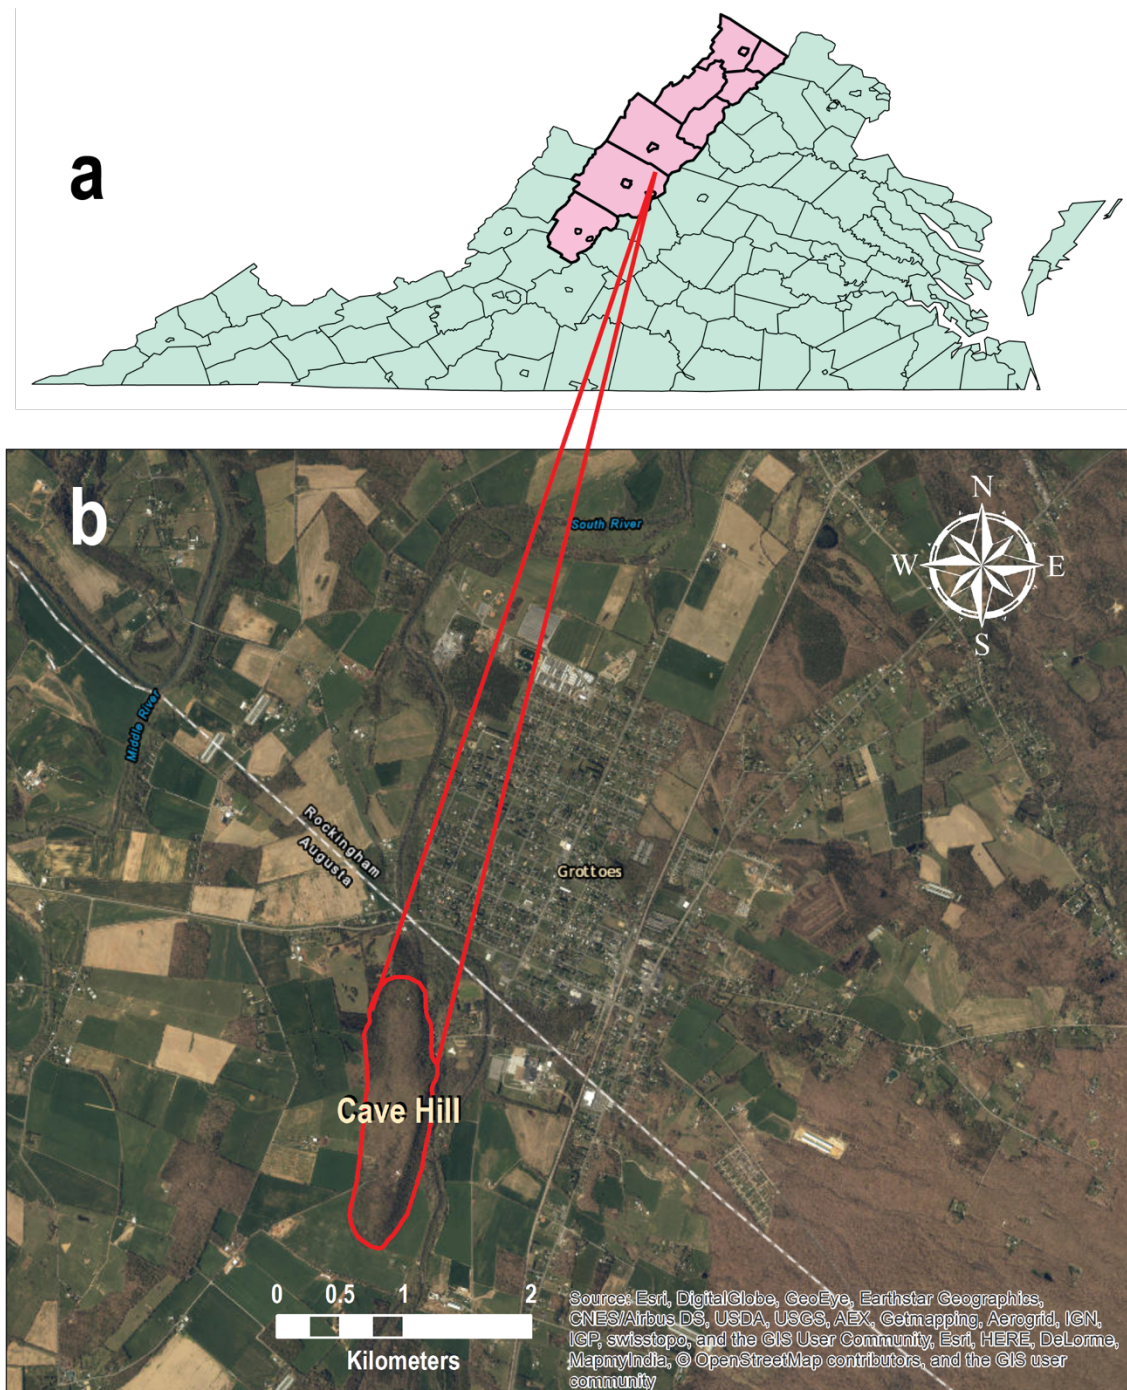 a
b
South River
N
W
E
S
Middle River
Rockingham
Augusta
Grottoes
Cave Hill
0 0.5 1 2
Kilometers
Source: Esri, DigitalGlobe, GeoEye, Earthstar Geographics,
CNES/Airbus DS, USDA, USGS, AEX, Getmapping, Aerogrid, IGN,
IGP, swisstopo, and the GIS User Community, Esri, HERE, DeLorme,
MapmyIndia, © OpenStreetMap contributors, and the GIS user
community